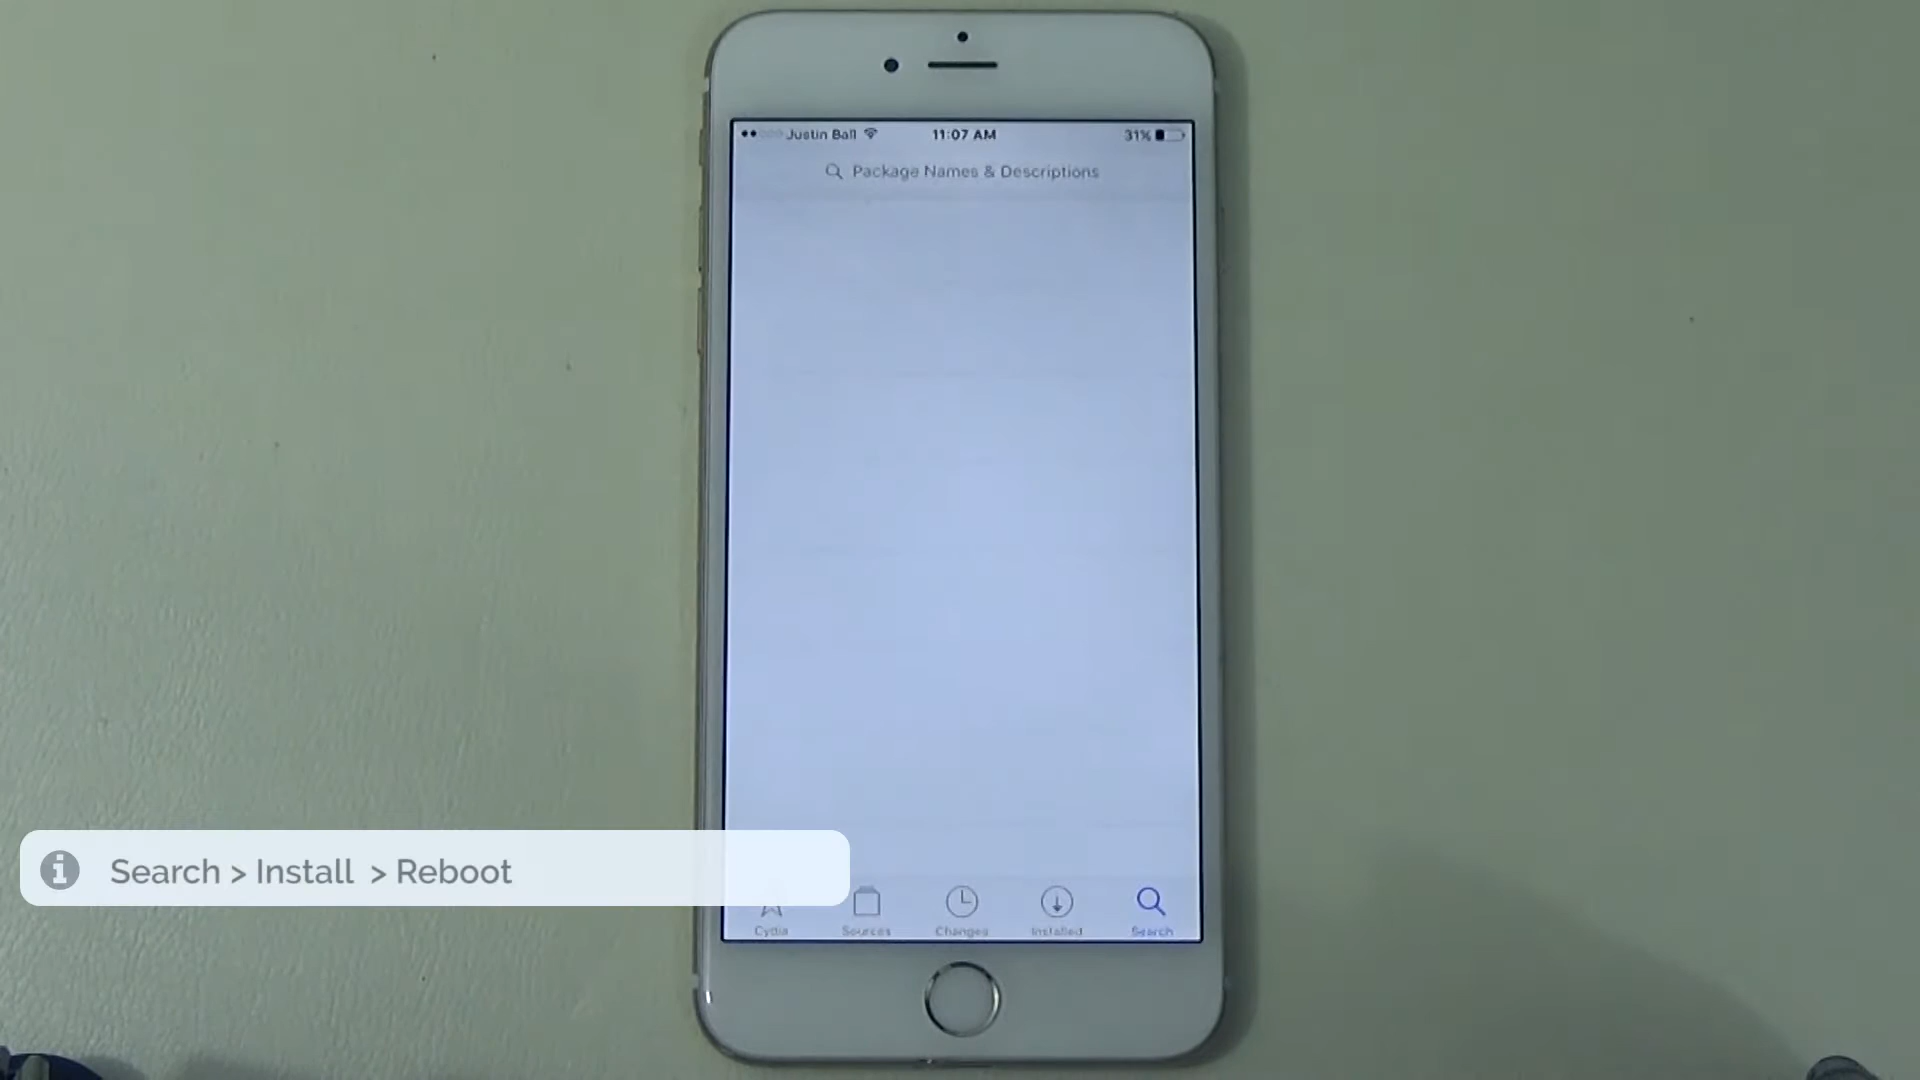 Justin Ball 11:07 AM 31%
Package Names & Descriptions
Search > Install > Reboot
Cydia Sources Changes Installed Search